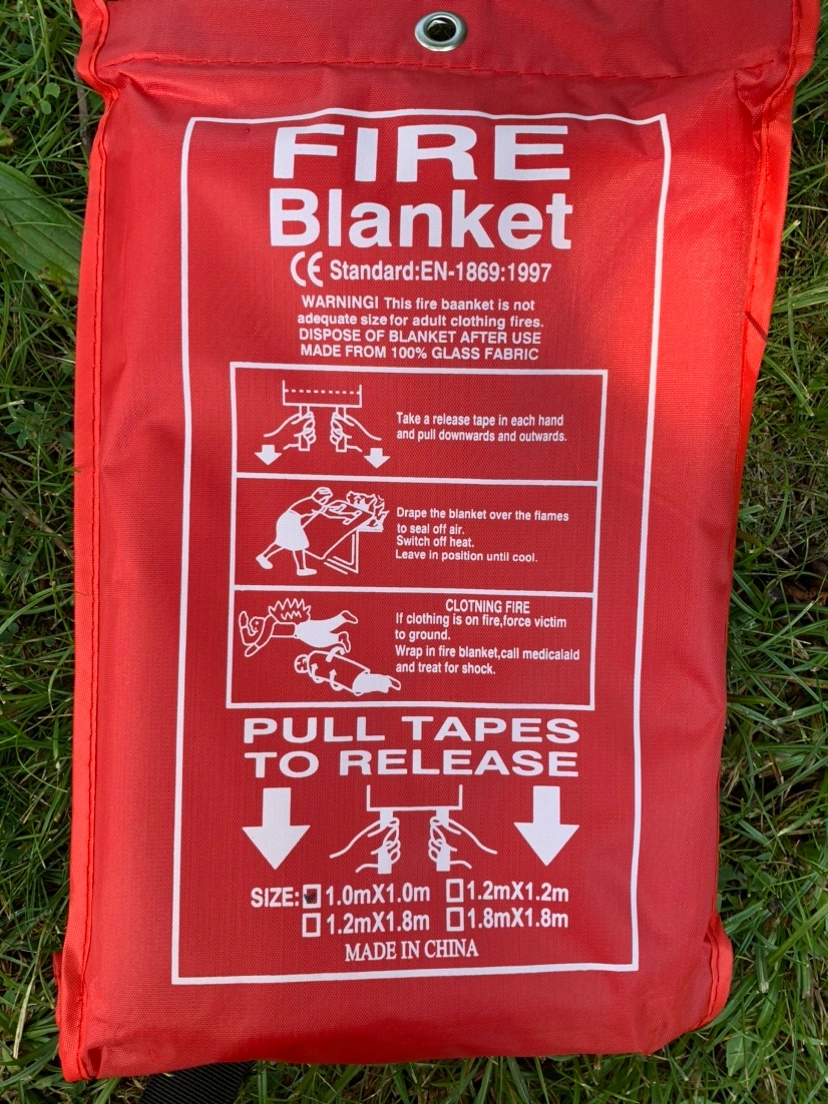 FIRE
Blanket
CE Standard:EN-1869:1997
WARNINGI This fire baanket is not
adequate size for adult clothing fires.
DISPOSE OF BLANKET AFTER USE
MADE FROM 100% GLASS FABRIC
Take a release tape in each hand
and pull downwards and outwards.
Drape the blanket over the flames
to seal off air.
Switch off heat.
Leave in position until cool.
CLOTNING FIRE
If clothing is on fire,force victim
to ground.
Wrap in fire blanket,call medicalaid
and treat for shock.
PULL TAPES
TO RELEASE
SIZE: 1.0mX1.0m 1.2mX1.2m
1.2mX1.8m 1.8mX1.8m
MADE IN CHINA